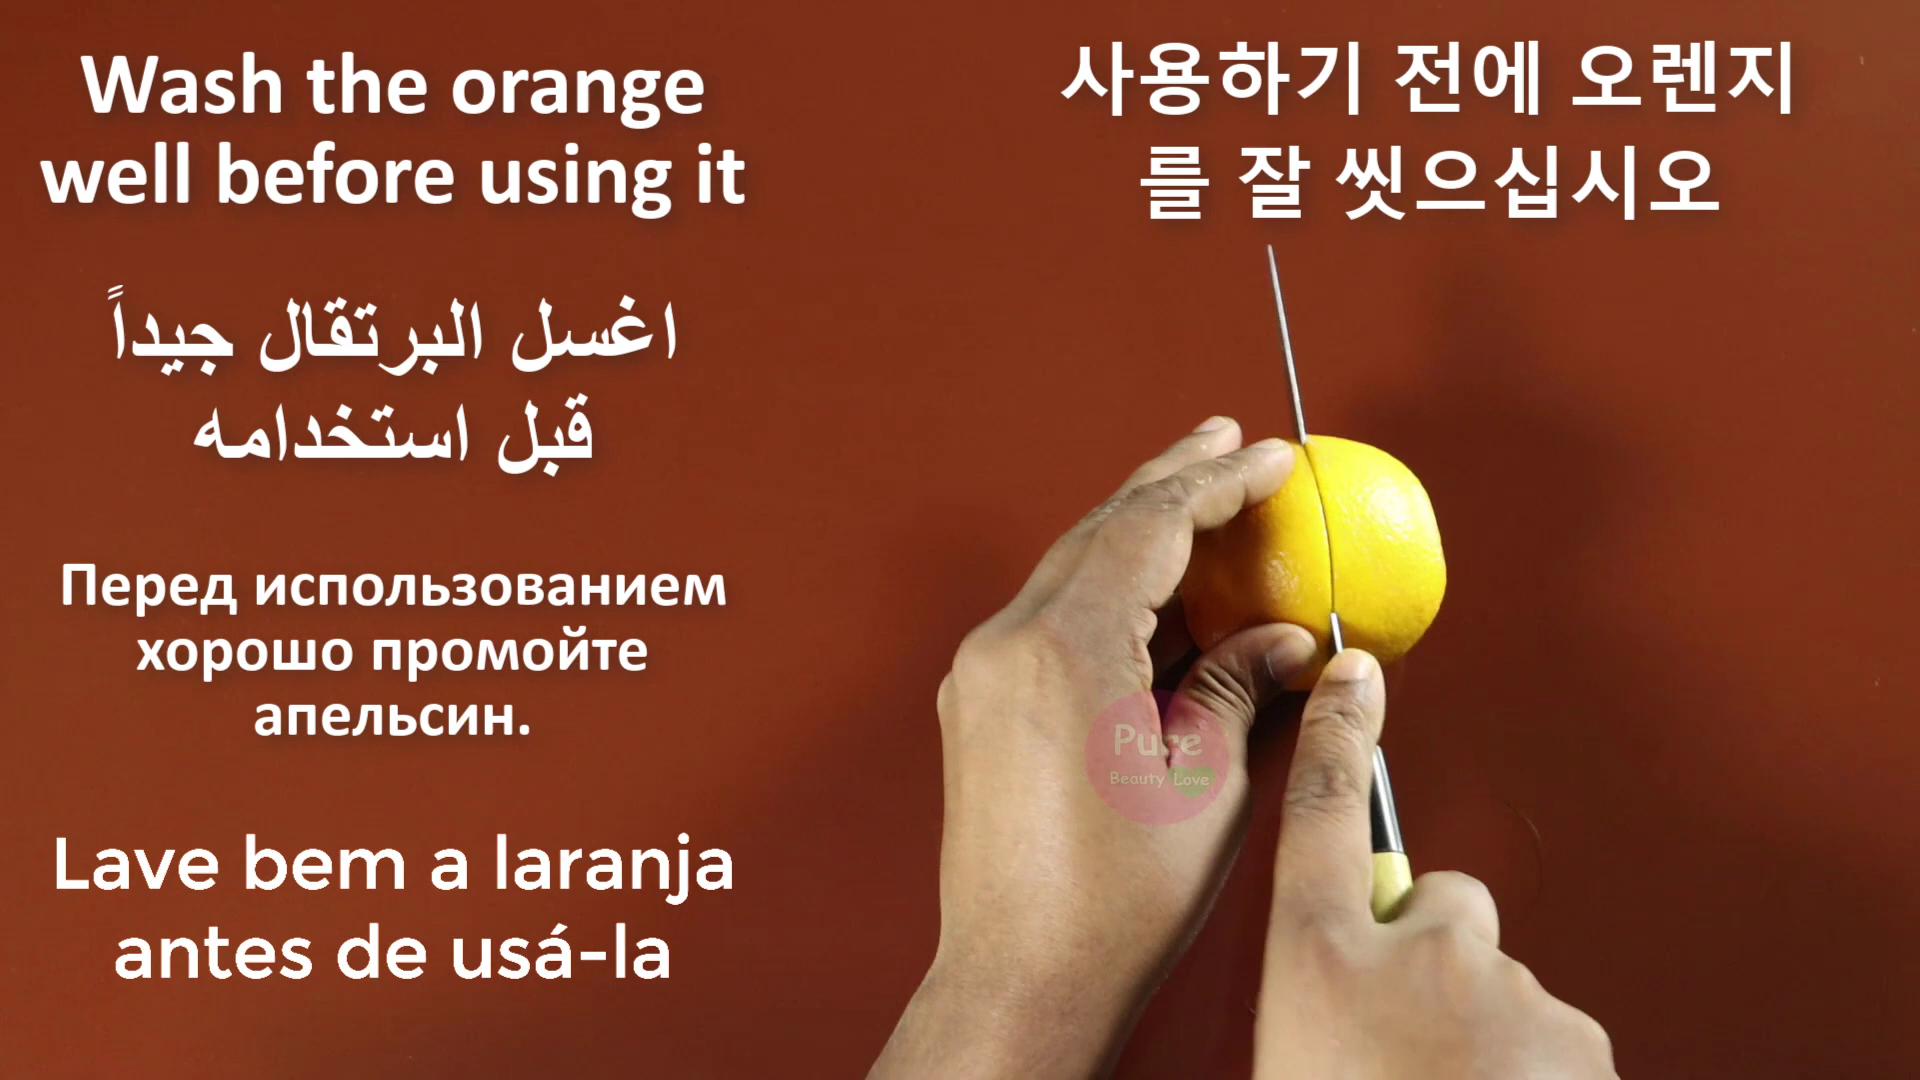 Wash the orange
well before using it
اغسل البرتقال جيداً
قبل استخدامه
Перед использованием
хорошо промойте
апельсин.
Lave bem a laranja
antes de usá-la
사용하기 전에 오렌지
를 잘 씻으십시오
Pure
Beauty Love